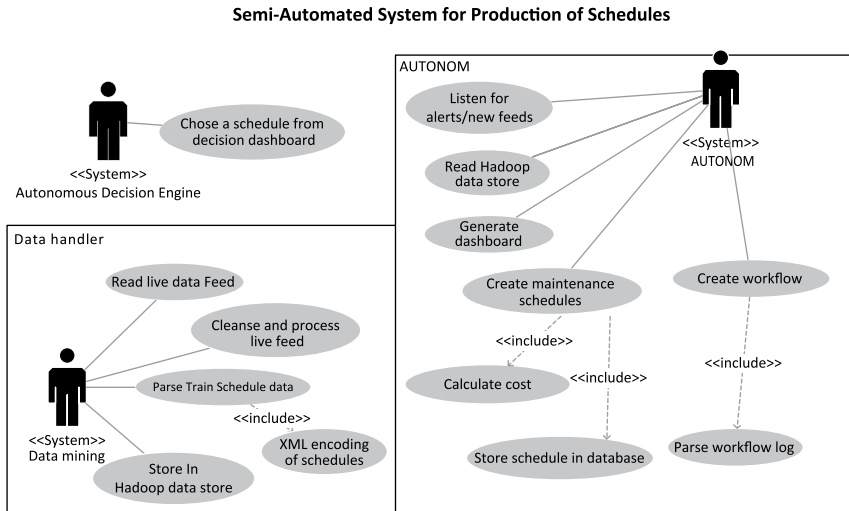 Semi-Automated System for Production of Schedules
AUTONOM
Listen for
alerts/new feeds
<<System>>
AUTONOM
Chose a schedule from
decision dashboard
<<System>>
Autonomous Decision Engine
Read Hadoop
data store
Generate
dashboard
Create maintenance
schedules
Create workflow
<<include>>
Calculate cost
<<include>>
<<include>>
Store schedule in database
Parse workflow log
Data handler
Read live data Feed
Cleanse and process
live feed
Parse Train Schedule data
<<include>>
XML encoding
of schedules
<<System>>
Data mining
Store In
Hadoop data store